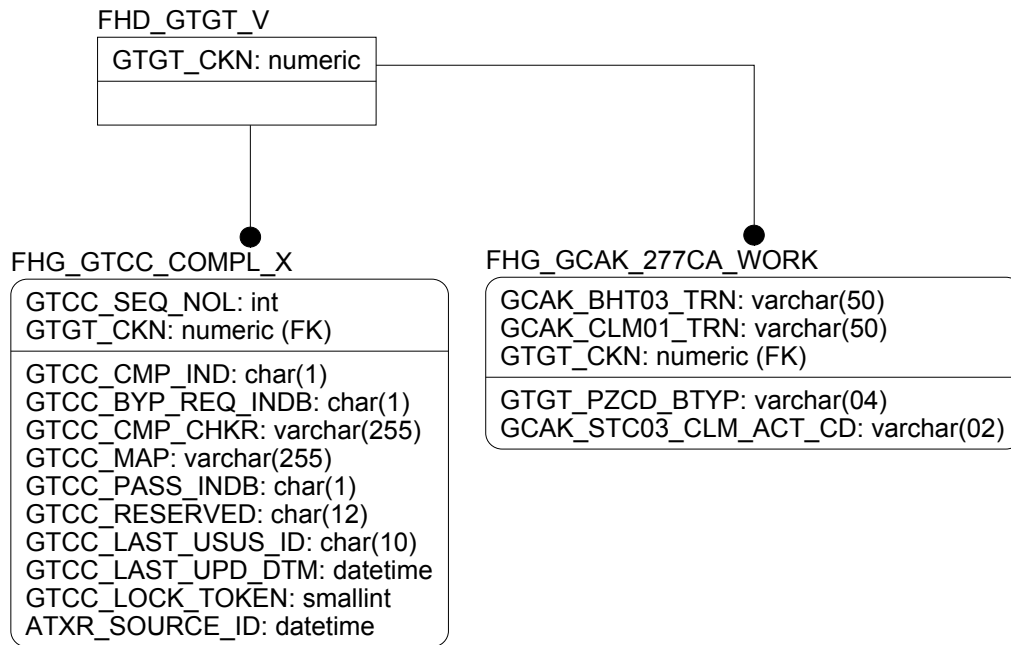 FHD_GTGT_V
GTGT_CKN: numeric
FHG_GTCC_COMPL_X
GTCC_SEQ_NOL: int
GTGT_CKN: numeric (FK)
GTCC_CMP_IND: char(1)
GTCC_BYP_REQ_INDB: char(1)
GTCC_CMP_CHKR: varchar(255)
GTCC_MAP: varchar(255)
GTCC_PASS_INDB: char(1)
GTCC_RESERVED: char(12)
GTCC_LAST_USUS_ID: char(10)
GTCC_LAST_UPD_DTM: datetime
GTCC_LOCK_TOKEN: smallint
ATXR_SOURCE_ID: datetime
FHG_GCAK_277CA_WORK
GCAK_BHT03_TRN: varchar(50)
GCAK_CLM01_TRN: varchar(50)
GTGT_CKN: numeric (FK)
GTGT_PZCD_BTYP: varchar(04)
GCAK_STC03_CLM_ACT_CD: varchar(02)